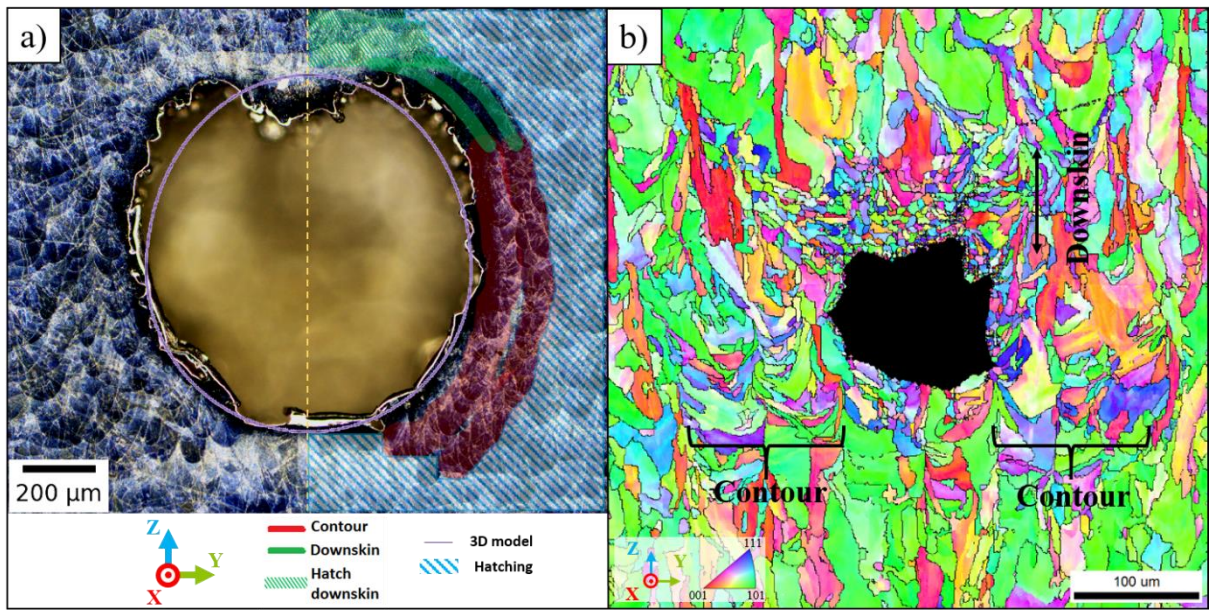 a)
200 μm
Z
Y
X
Contour
Downskin
Hatch
downskin
3D model
Hatching
b)
Downskin
Contour
Contour
Z
Y
X
111
001
101
100 um